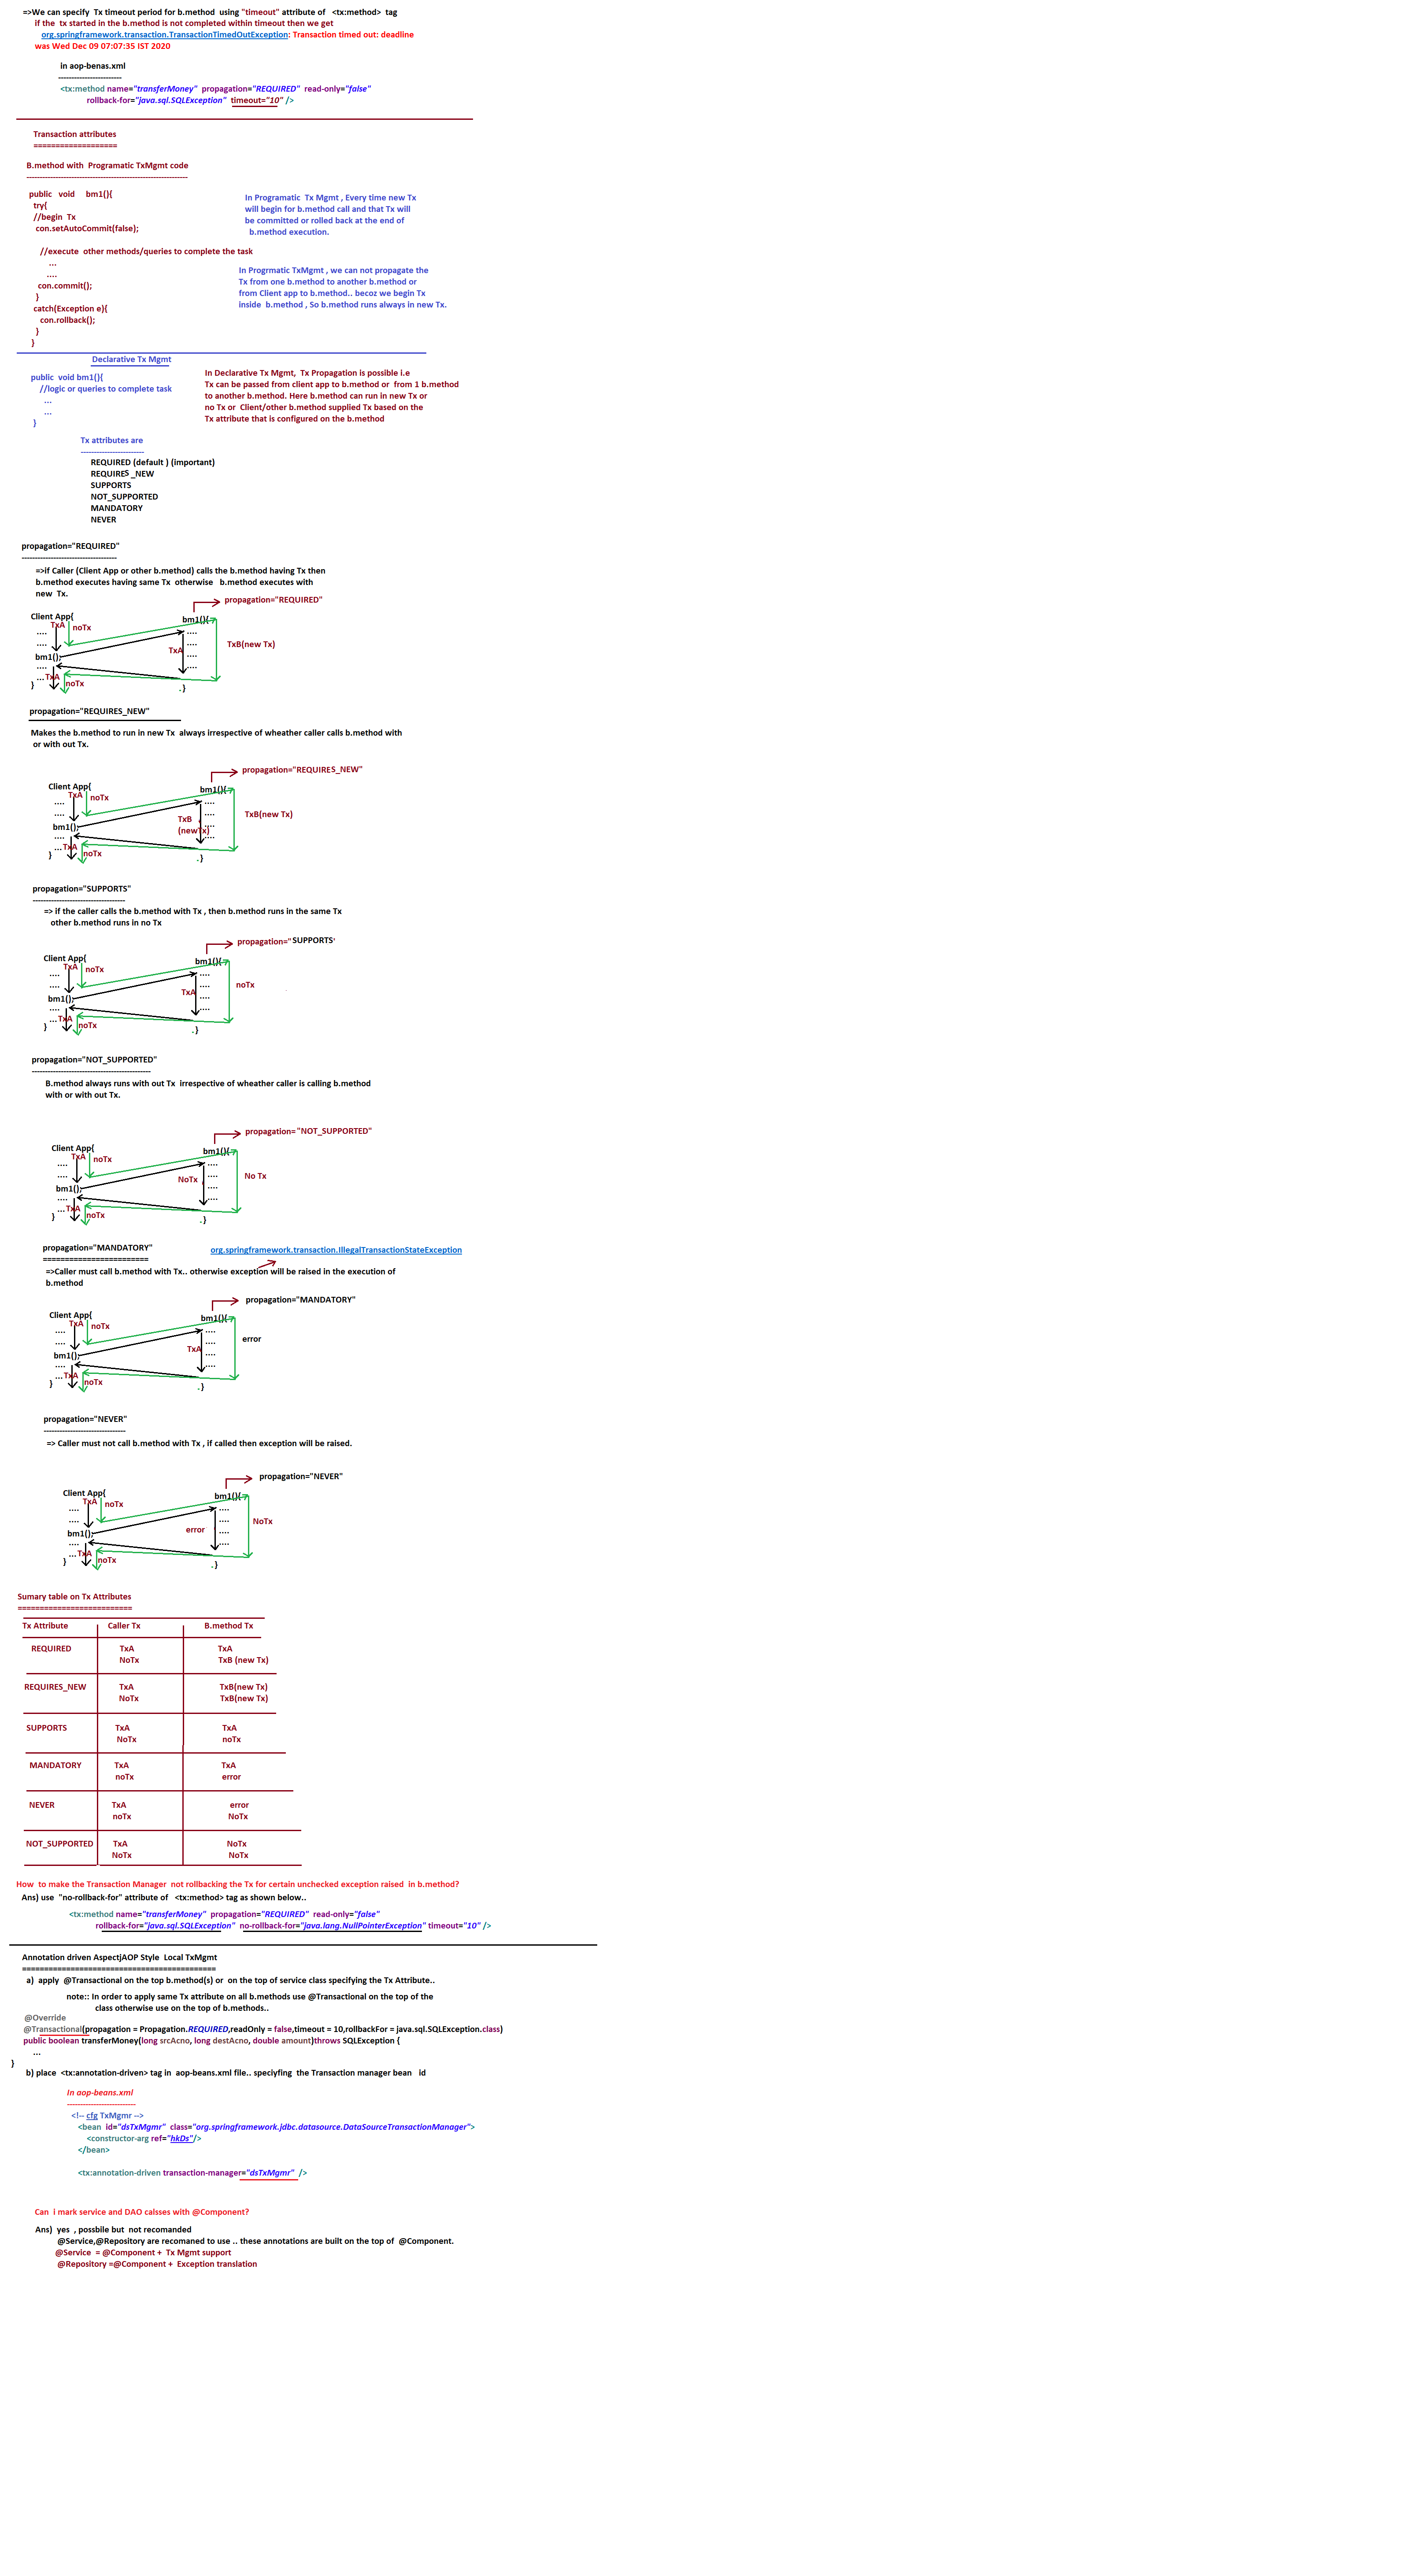 =>We can specify Tx timeout period for b.method using "timeout" attribute of <tx:method> tag
if the tx started in the b.method is not completed within timeout then we get
org.springframework.transaction.TransactionTimedOutException: Transaction timed out: deadline
was Wed Dec 09 07:07:35 IST 2020
in aop-benas.xml
------------------------
<tx:method name="transferMoney" propagation="REQUIRED" read-only="false"
rollback-for="java.sql.SQLException" timeout="10" />
Transaction attributes
===================
B.method with Programatic TxMgmt code
-------------------------------------------------------------
public void bm1(){
try{
//begin Tx
con.setAutoCommit(false);
//execute other methods/queries to complete the task
...
....
con.commit();
}
catch(Exception e){
con.rollback();
}
}
In Programatic Tx Mgmt , Every time new Tx
will begin for b.method call and that Tx will
be committed or rolled back at the end of
b.method execution.
In Progrmatic TxMgmt , we can not propagate the
Tx from one b.method to another b.method or
from Client app to b.method.. becoz we begin Tx
inside b.method , So b.method runs always in new Tx.
Declarative Tx Mgmt
public void bm1(){
//logic or queries to complete task
...
...
}
In Declarative Tx Mgmt, Tx Propagation is possible i.e
Tx can be passed from client app to b.method or from 1 b.method
to another b.method. Here b.method can run in new Tx or
no Tx or Client/other b.method supplied Tx based on the
Tx attribute that is configured on the b.method
Tx attributes are
------------------------
REQUIRED (default ) (important)
REQUIRES _NEW
SUPPORTS
NOT_SUPPORTED
MANDATORY
NEVER
propagation="REQUIRED"
------------------------------------
=>if Caller (Client App or other b.method) calls the b.method having Tx then
b.method executes having same Tx otherwise b.method executes with
new Tx.
propagation="REQUIRED"
Client App{
bm1(){
TxA noTx
.... ....
.... ....
TxB(new Tx)
TxA
bm1(); ....
.... ....
...TxA
noTx
}
.}
propagation="REQUIRES_NEW"
Makes the b.method to run in new Tx always irrespective of wheather caller calls b.method with
or with out Tx.
propagation="REQUIRES_NEW"
Client App{
bm1(){
TxA noTx
.... ....
.... ....
TxB(new Tx)
TxB
(newTx)
bm1(); ....
.... ....
...TxA
noTx
}
.}
propagation="SUPPORTS"
-----------------------------------
=> if the caller calls the b.method with Tx , then b.method runs in the same Tx
other b.method runs in no Tx
propagation=" SUPPORTS'
Client App{
bm1(){
TxA noTx
.... ....
.... ....
noTx
TxA
bm1(); ....
.... ....
...TxA
noTx
}
.}
propagation="NOT_SUPPORTED"
---------------------------------------------
B.method always runs with out Tx irrespective of wheather caller is calling b.method
with or with out Tx.
propagation= "NOT_SUPPORTED"
Client App{
bm1(){
TxA noTx
.... ....
.... ....
No Tx
NoTx
bm1(); ....
.... ....
...TxA
noTx
}
.}
propagation="MANDATORY"
org.springframework.transaction.IllegalTransactionStateException
========================
=>Caller must call b.method with Tx.. otherwise exception will be raised in the execution of
b.method
propagation="MANDATORY"
Client App{
bm1(){
TxA noTx
.... ....
.... ....
error
TxA
bm1(); ....
.... ....
...TxA
noTx
}
.}
propagation="NEVER"
-------------------------------
=> Caller must not call b.method with Tx , if called then exception will be raised.
propagation="NEVER"
Client App{
bm1(){
TxA noTx
.... ....
.... ....
NoTx
error
bm1(); ....
.... ....
...TxA
noTx
}
.}
Sumary table on Tx Attributes
==========================
Tx Attribute Caller Tx B.method Tx
REQUIRED TxA TxA
NoTx TxB (new Tx)
REQUIRES_NEW TxA TxB(new Tx)
NoTx TxB(new Tx)
SUPPORTS TxA TxA
NoTx noTx
MANDATORY TxA TxA
noTx error
NEVER TxA error
noTx NoTx
NOT_SUPPORTED TxA NoTx
NoTx NoTx
How to make the Transaction Manager not rollbacking the Tx for certain unchecked exception raised in b.method?
Ans) use "no-rollback-for" attribute of <tx:method> tag as shown below..
<tx:method name="transferMoney" propagation="REQUIRED" read-only="false"
rollback-for="java.sql.SQLException" no-rollback-for="java.lang.NullPointerException" timeout="10" />
Annotation driven AspectjAOP Style Local TxMgmt
============================================
a) apply @Transactional on the top b.method(s) or on the top of service class specifying the Tx Attribute..
note:: In order to apply same Tx attribute on all b.methods use @Transactional on the top of the
class otherwise use on the top of b.methods..
@Override
@Transactional(propagation = Propagation.REQUIRED,readOnly = false,timeout = 10,rollbackFor = java.sql.SQLException.class)
public boolean transferMoney(long srcAcno, long destAcno, double amount)throws SQLException {
...
}
b) place <tx:annotation-driven> tag in aop-beans.xml file.. speciyfing the Transaction manager bean id
In aop-beans.xml
--------------------------
<!-- cfg TxMgmr -->
<bean id="dsTxMgmr" class="org.springframework.jdbc.datasource.DataSourceTransactionManager">
<constructor-arg ref="hkDs"/>
</bean>
<tx:annotation-driven transaction-manager="dsTxMgmr" />
Can i mark service and DAO calsses with @Component?
Ans) yes , possbile but not recomanded
@Service,@Repository are recomaned to use .. these annotations are built on the top of @Component.
@Service = @Component + Tx Mgmt support
@Repository =@Component + Exception translation